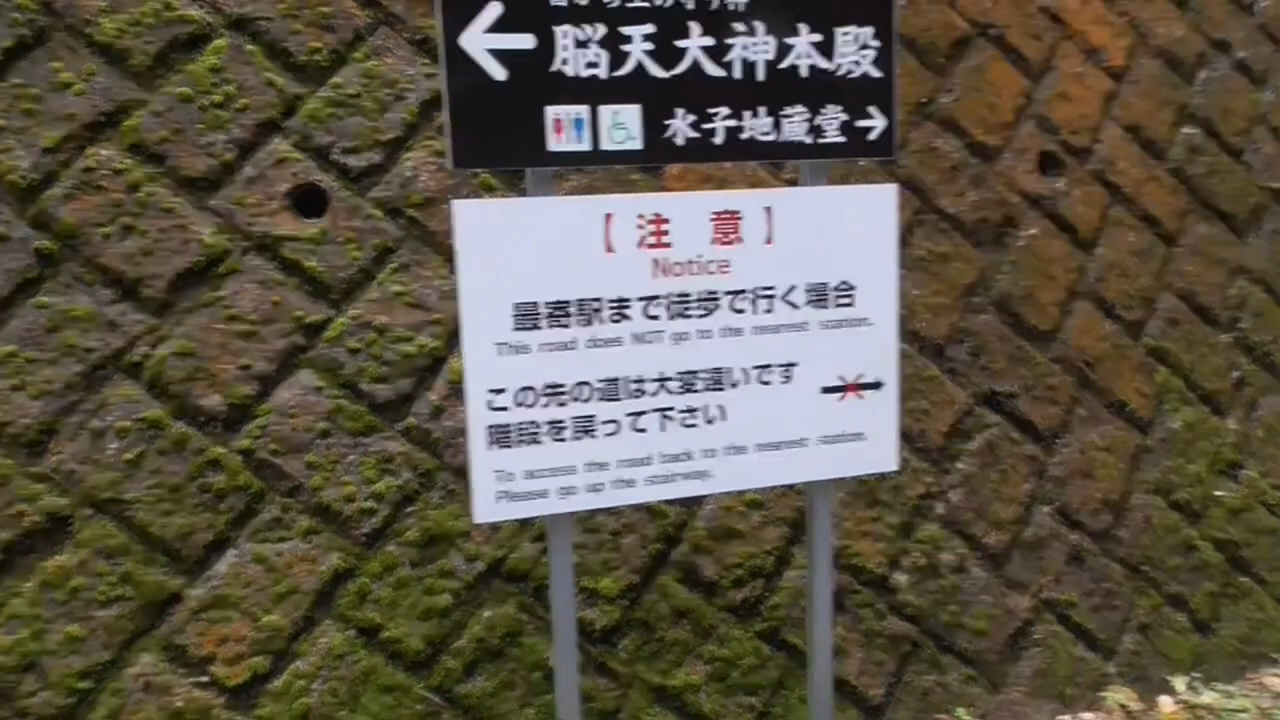 脳天大神本殿
水子地蔵堂
【注 意】
Notice
最寄駅まで徒歩で行く場合
This road does NOT go to the nearest station.
この先の道は大変遠いです
階段を戻って下さい
To access the road back to the nearest station.
Please go up the stairway.